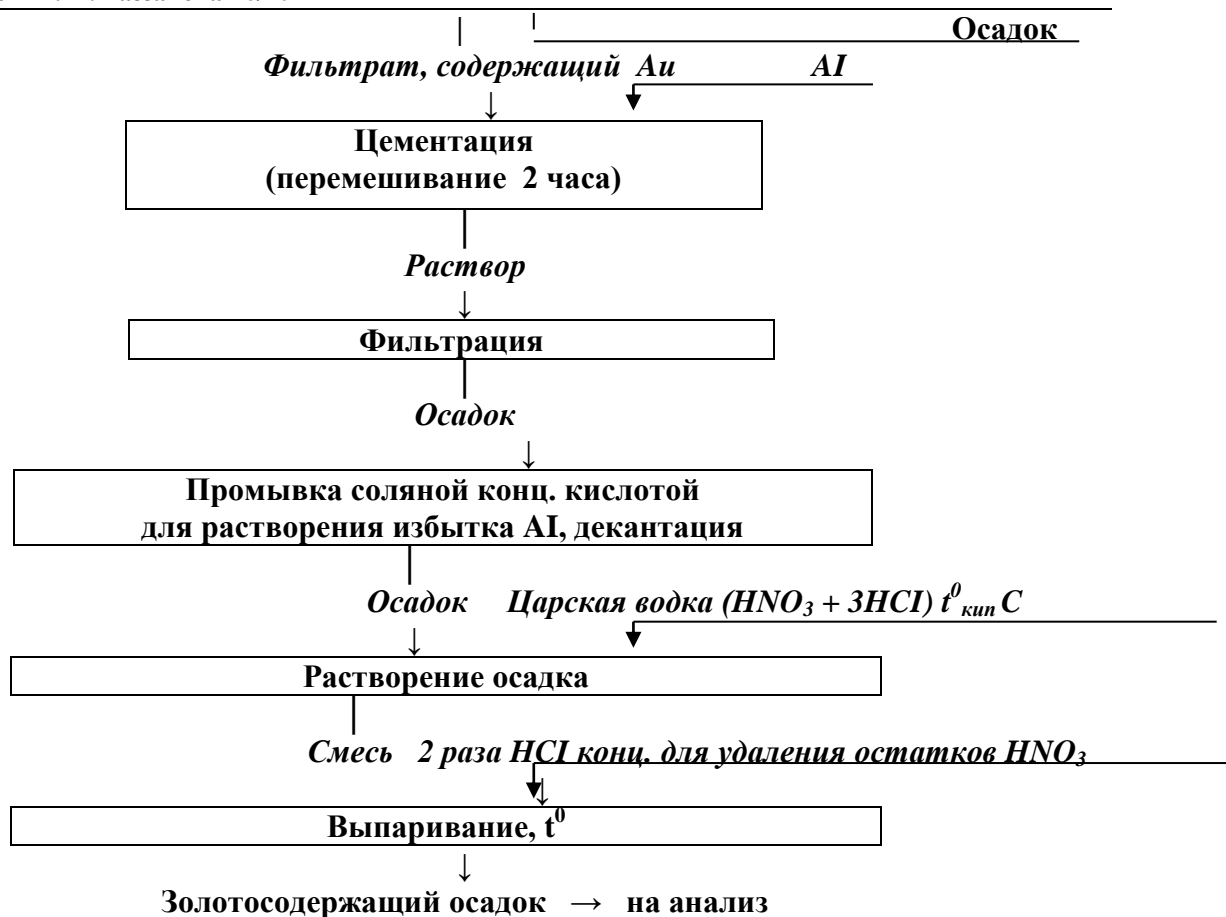 Осадок
Фильтрат, содержащий Au AI
↓
Цементация
(перемешивание 2 часа)
Раствор
↓
Фильтрация
Осадок
↓
Промывка соляной конц. кислотой
для растворения избытка AI, декантация
Осадок Царская водка (HNO₃ + 3HCI) t⁰кип C
↓
Растворение осадка
Смесь 2 раза HCI конц. для удаления остатков HNO₃
↓
Выпаривание, t⁰
↓
Золотосодержащий осадок → на анализ